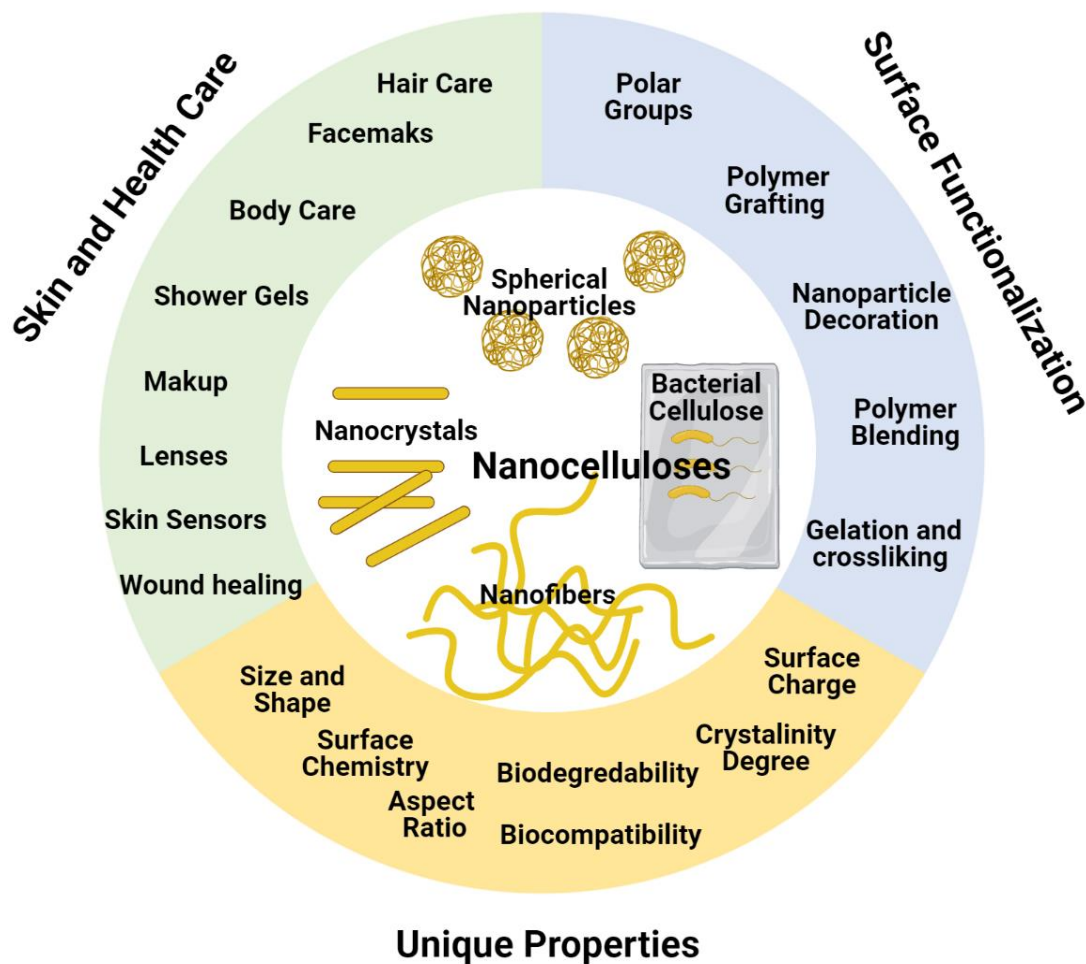 Skin and Health Care
Hair Care
Facemaks
Body Care
Shower Gels
Makup
Lenses
Skin Sensors
Wound healing
Surface Functionalization
Polar
Groups
Polymer
Grafting
Nanoparticle
Decoration
Polymer
Blending
Gelation and
crossliking
Spherical
Nanoparticles
Bacterial
Cellulose
Nanocrystals
Nanocelluloses
Nanofibers
Size and
Shape
Surface
Chemistry
Aspect
Ratio
Biodegredability
Biocompatibility
Crystalinity
Degree
Surface
Charge
Unique Properties